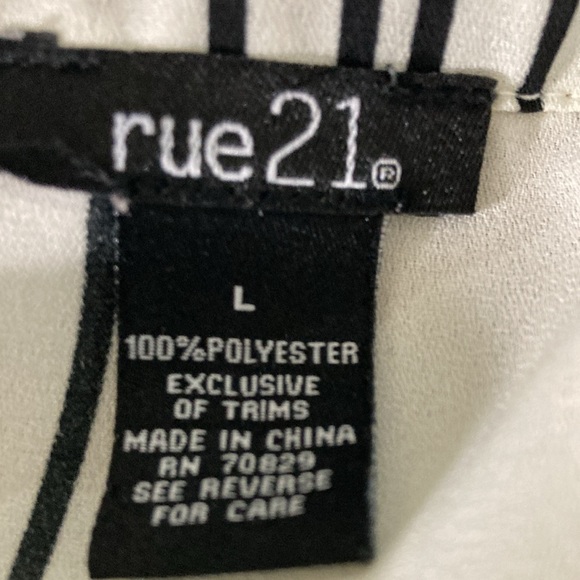 rue21®
L
100%POLYESTER
EXCLUSIVE
OF TRIMS
MADE IN CHINA
RN 70829
SEE REVERSE
FOR CARE